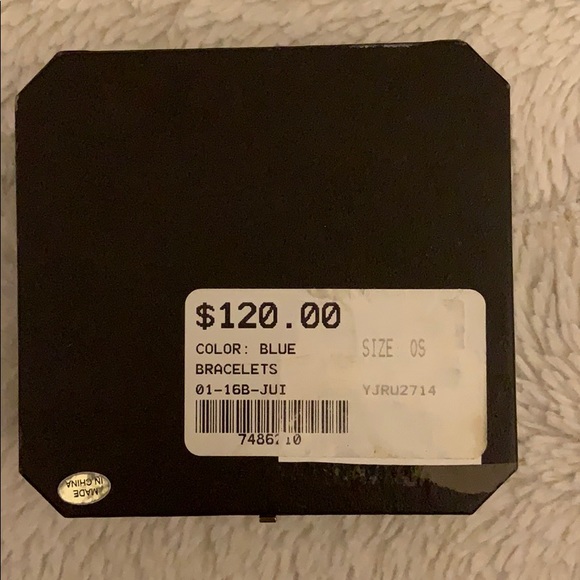 $120.00
COLOR: BLUE SIZE OS
BRACELETS
01-16B-JUI YJRU2714
MADE
IN CHINA